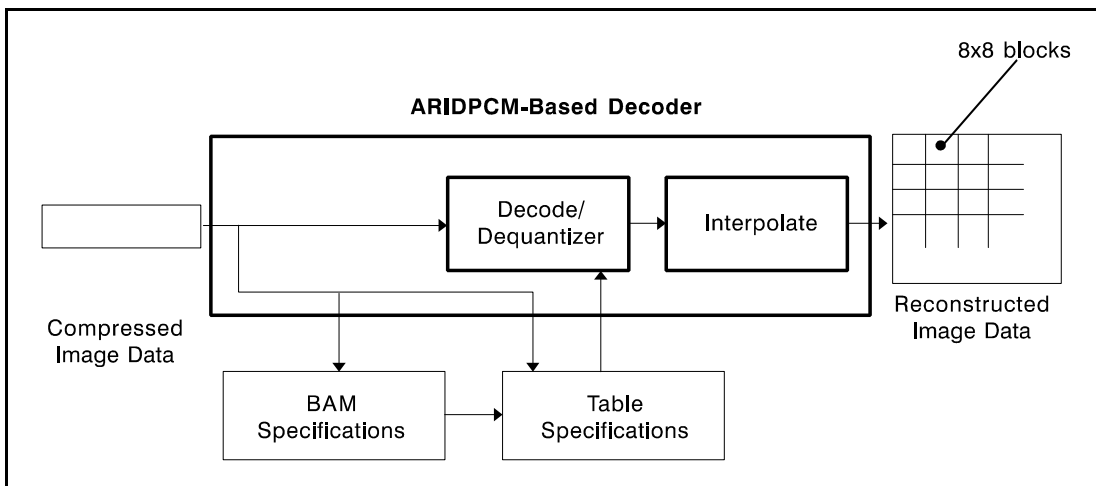 8x8 blocks
ARIDPCM-Based Decoder
Decode/
Dequantizer
Interpolate
Compressed
Image Data
Reconstructed
Image Data
BAM
Specifications
Table
Specifications